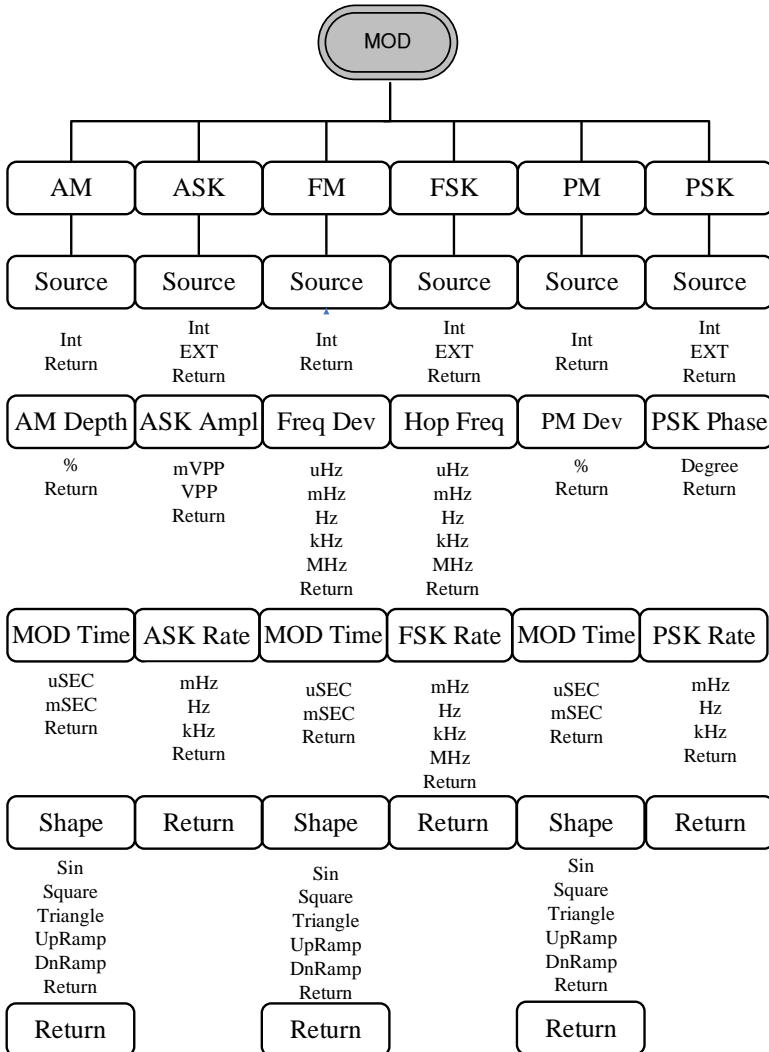 MOD
AM ASK FM FSK PM PSK
Source Source Source Source Source Source
Int
Return
Int
EXT
Return
Int
Return
Int
EXT
Return
Int
Return
Int
EXT
Return
AM Depth ASK Ampl Freq Dev Hop Freq PM Dev PSK Phase
%
Return
mVPP
VPP
Return
uHz
mHz
Hz
kHz
MHz
Return
uHz
mHz
Hz
kHz
MHz
Return
%
Return
Degree
Return
MOD Time ASK Rate MOD Time FSK Rate MOD Time PSK Rate
uSEC
mSEC
Return
mHz
Hz
kHz
Return
uSEC
mSEC
Return
mHz
Hz
kHz
MHz
Return
uSEC
mSEC
Return
mHz
Hz
kHz
Return
Shape Return Shape Return Shape Return
Sin
Square
Triangle
UpRamp
DnRamp
Return
Sin
Square
Triangle
UpRamp
DnRamp
Return
Sin
Square
Triangle
UpRamp
DnRamp
Return
Return Return Return